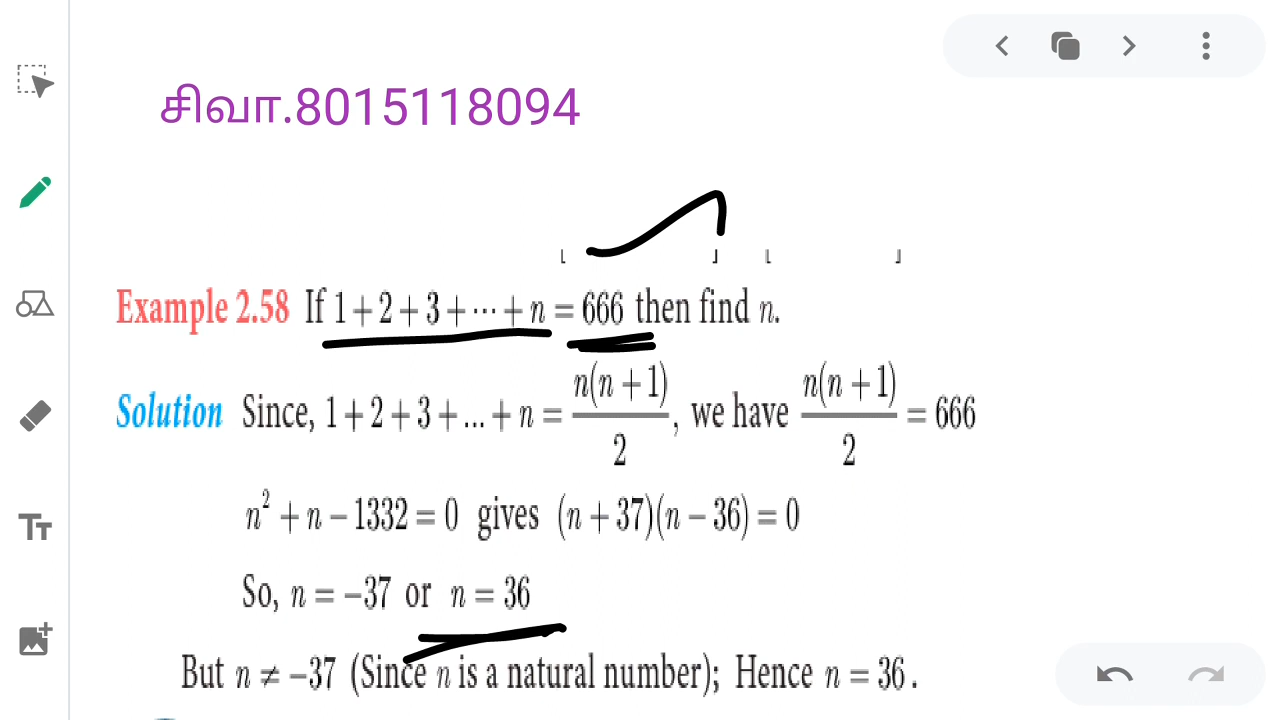 சிவா.8015118094
Example 2.58 If 1 + 2 + 3 + ⋯ + n = 666 then find n.
Solution Since, 1 + 2 + 3 + ... + n = n(n + 1)/2, we have n(n + 1)/2 = 666
n² + n − 1332 = 0 gives (n + 37)(n − 36) = 0
So, n = −37 or n = 36
But n ≠ −37 (Since n is a natural number); Hence n = 36.